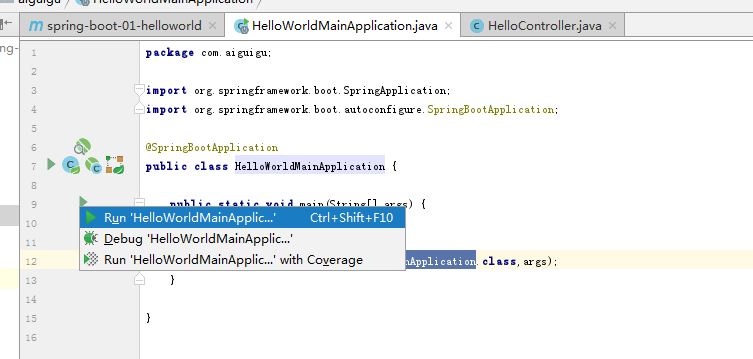 aiguigu HelloWorldMainApplication
spring-boot-01-helloworld × HelloWorldMainApplication.java × HelloController.java ×
1 package com.aiguigu;
2
3 import org.springframework.boot.SpringApplication;
4 import org.springframework.boot.autoconfigure.SpringBootApplication;
5
6 @SpringBootApplication
7 public class HelloWorldMainApplication {
8
9 public static void main(String[] args) {
10 Run 'HelloWorldMainApplic...' Ctrl+Shift+F10
Debug 'HelloWorldMainApplic...'
12 nApplication.class,args);
Run 'HelloWorldMainApplic...' with Coverage
13 }
14
15 }
16